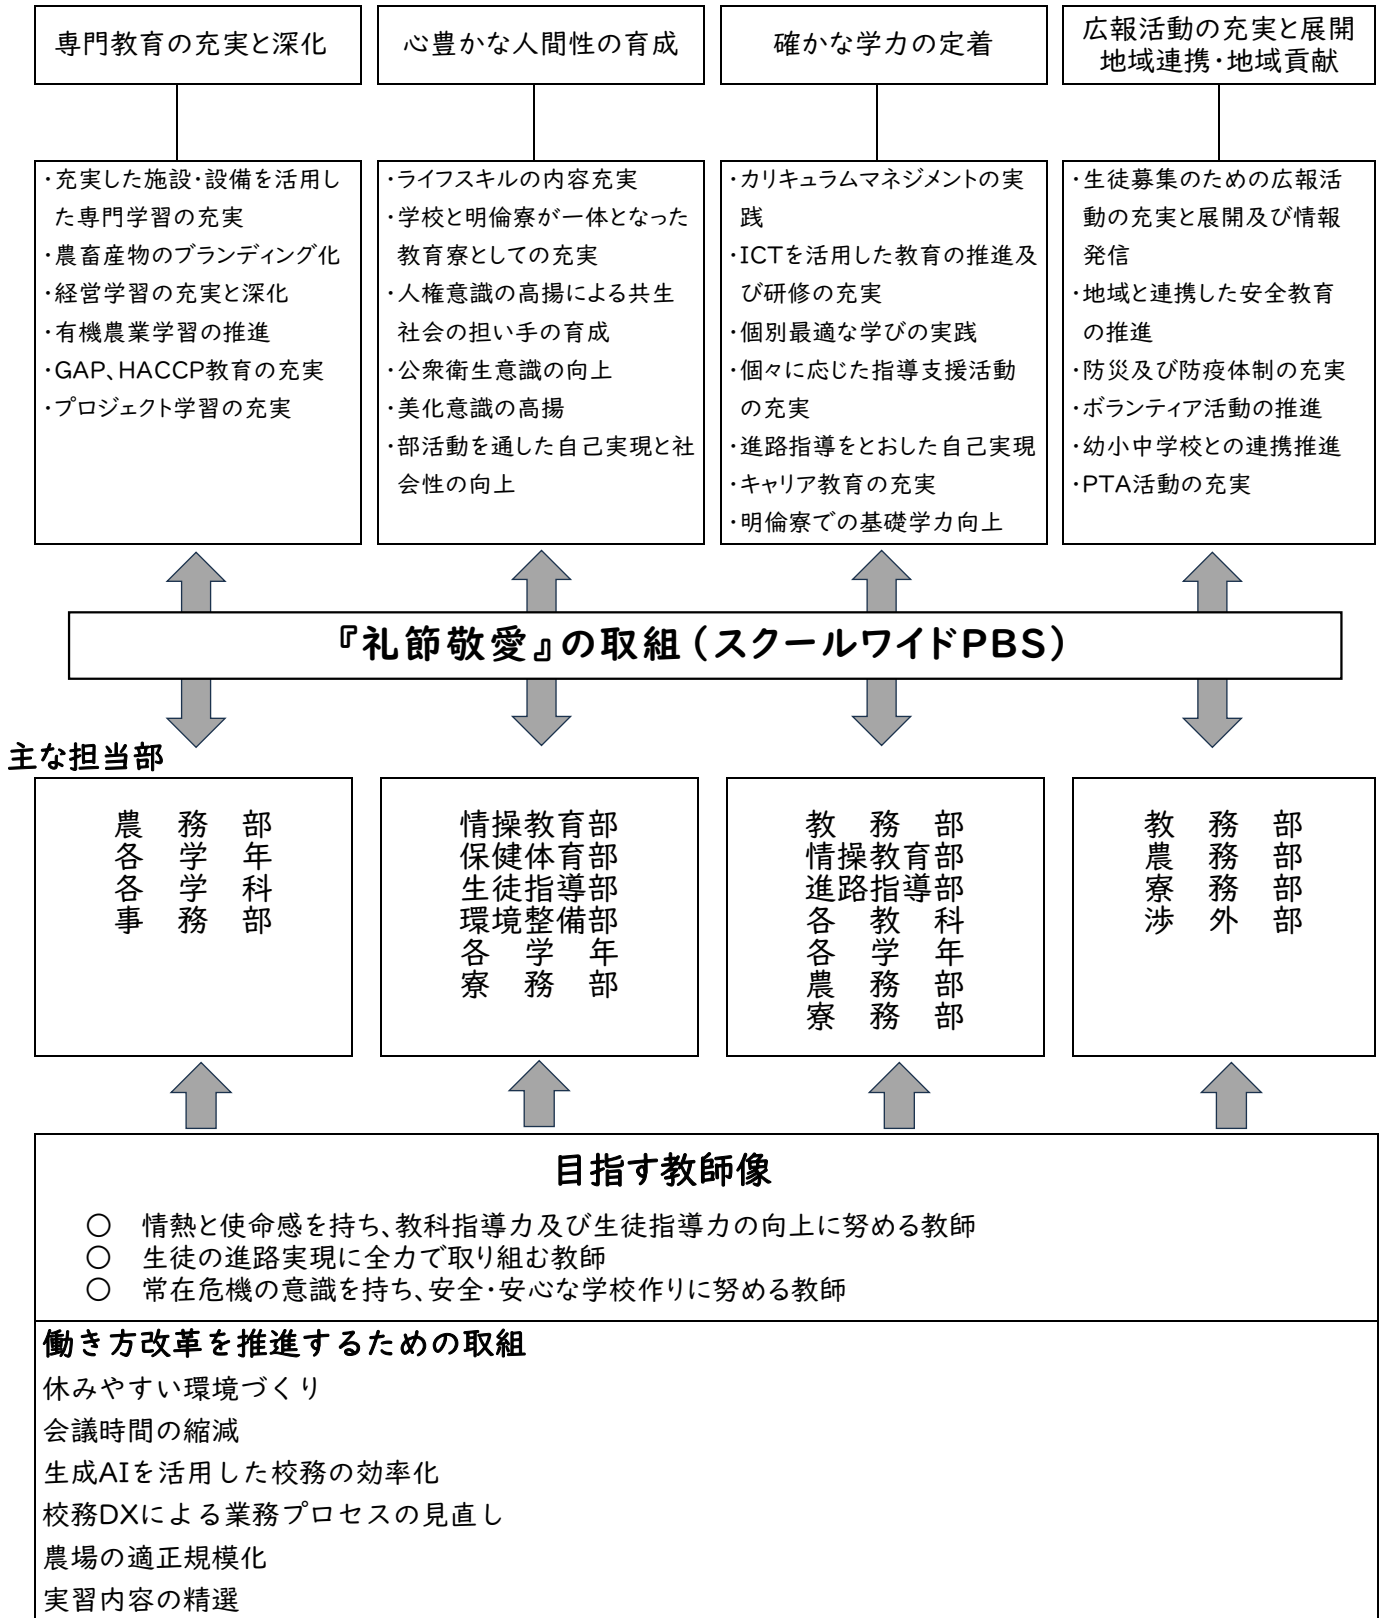 専門教育の充実と深化
心豊かな人間性の育成
確かな学力の定着
広報活動の充実と展開
地域連携・地域貢献
・充実した施設・設備を活用し
た専門学習の充実
・農畜産物のブランディング化
・経営学習の充実と深化
・有機農業学習の推進
・GAP、HACCP教育の充実
・プロジェクト学習の充実
・ライフスキルの内容充実
・学校と明倫寮が一体となった
教育寮としての充実
・人権意識の高揚による共生
社会の担い手の育成
・公衆衛生意識の向上
・美化意識の高揚
・部活動を通した自己実現と社
会性の向上
・カリキュラムマネジメントの実
践
・ICTを活用した教育の推進及
び研修の充実
・個別最適な学びの実践
・個々に応じた指導支援活動
の充実
・進路指導をとおした自己実現
・キャリア教育の充実
・明倫寮での基礎学力向上
・生徒募集のための広報活
動の充実と展開及び情報
発信
・地域と連携した安全教育
の推進
・防災及び防疫体制の充実
・ボランティア活動の推進
・幼小中学校との連携推進
・PTA活動の充実
『礼節敬愛』の取組(スクールワイドPBS)
主な担当部
農務部
各学年
各学科
事務部
情操教育部
保健体育部
生徒指導部
環境整備部
各学年
寮務部
教務部
情操教育部
進路指導部
各教科
各学年
農務部
寮務部
教務部
農務部
寮務部
渉外部
目指す教師像
〇 情熱と使命感を持ち、教科指導力及び生徒指導力の向上に努める教師
〇 生徒の進路実現に全力で取り組む教師
〇 常在危機の意識を持ち、安全・安心な学校作りに努める教師
働き方改革を推進するための取組
休みやすい環境づくり
会議時間の縮減
生成AIを活用した校務の効率化
校務DXによる業務プロセスの見直し
農場の適正規模化
実習内容の精選